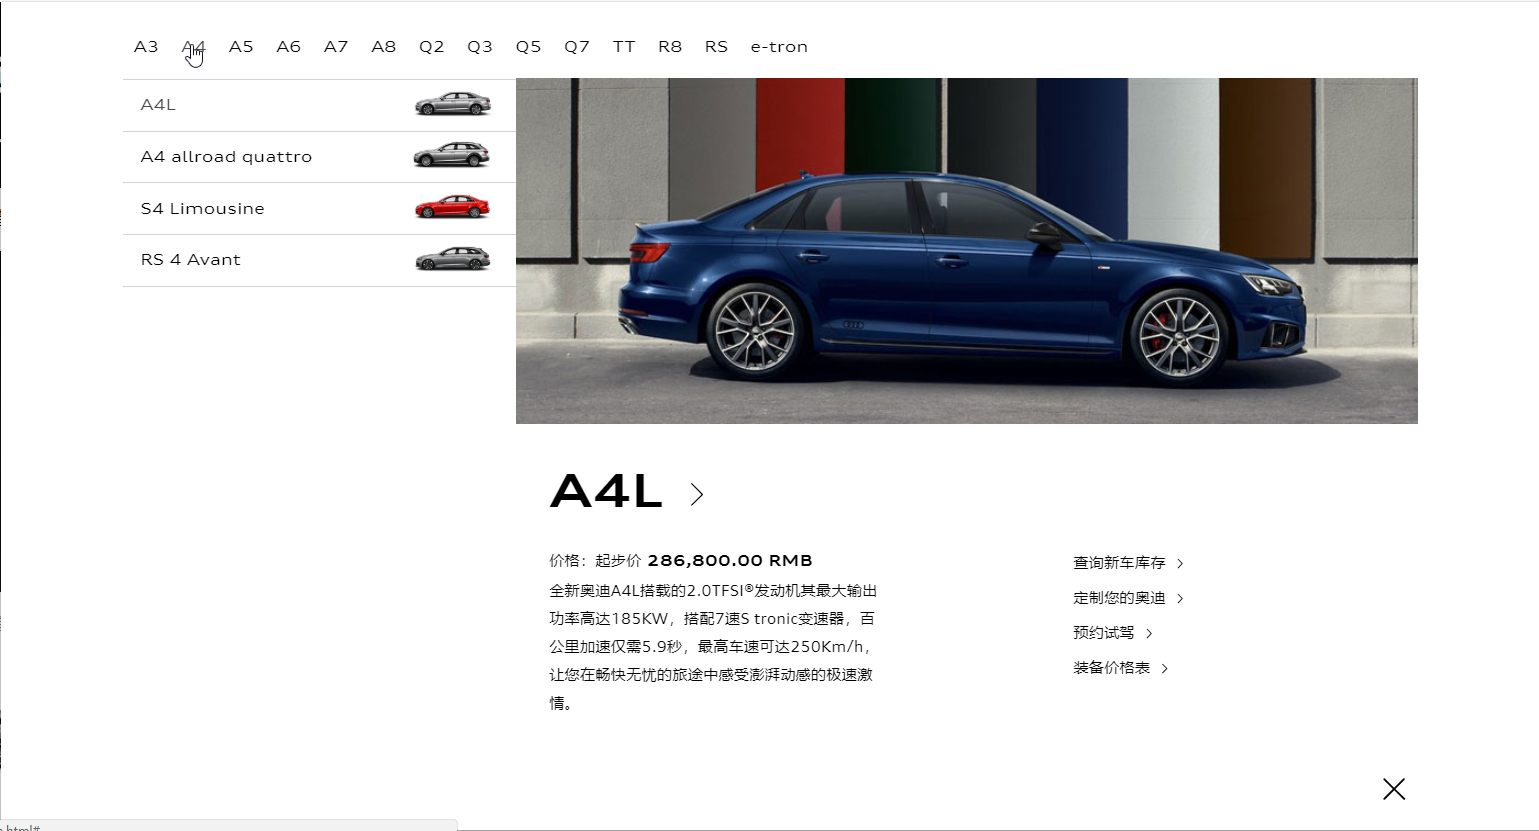 A3 A4 A5 A6 A7 A8 Q2 Q3 Q5 Q7 TT R8 RS e-tron
A4L
A4 allroad quattro
S4 Limousine
RS 4 Avant
A4L
价格：起步价 286,800.00 RMB
全新奥迪A4L搭载的2.0TFSI®发动机其最大输出
功率高达185KW，搭配7速S tronic变速器，百
公里加速仅需5.9秒，最高车速可达250Km/h，
让您在畅快无忧的旅途中感受澎湃动感的极速激
情。
查询新车库存
定制您的奥迪
预约试驾
装备价格表